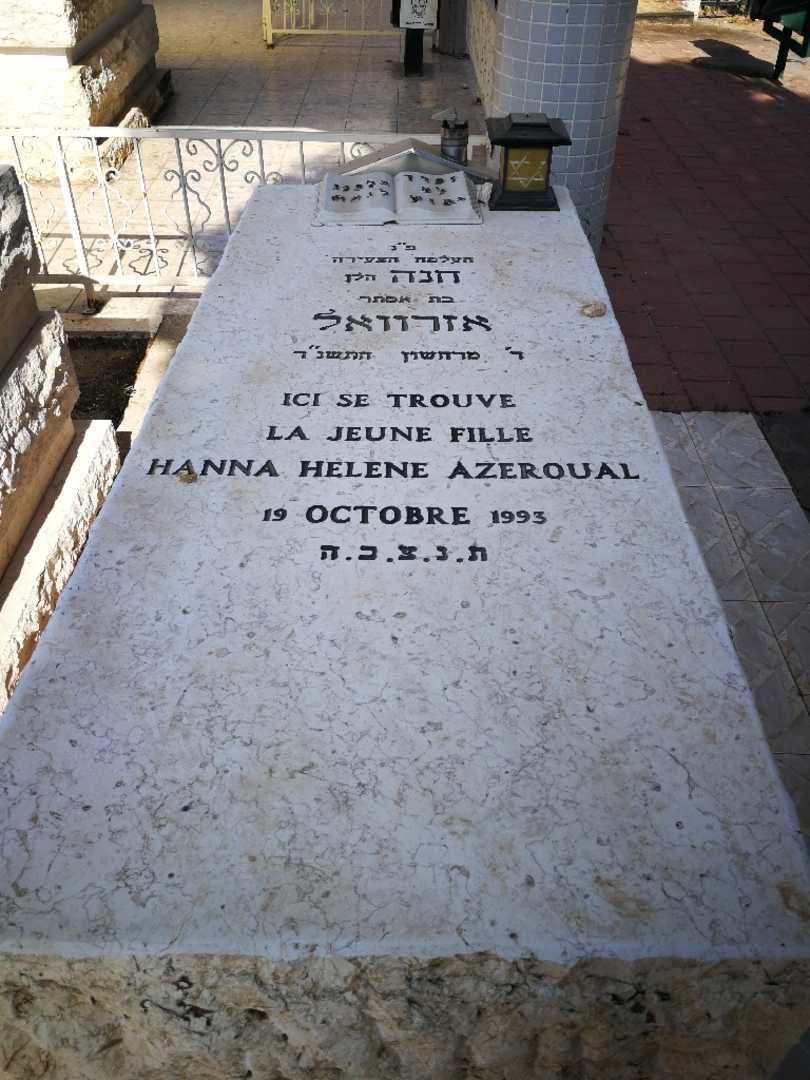 פ"נ
העלמה הצעירה
חנה הלן
בת אסתר
אזרוואל
ד' מרחשון התשנ"ד
ICI SE TROUVE
LA JEUNE FILLE
HANNA HELENE AZEROUAL
19 OCTOBRE 1993
ת.נ.צ.ב.ה